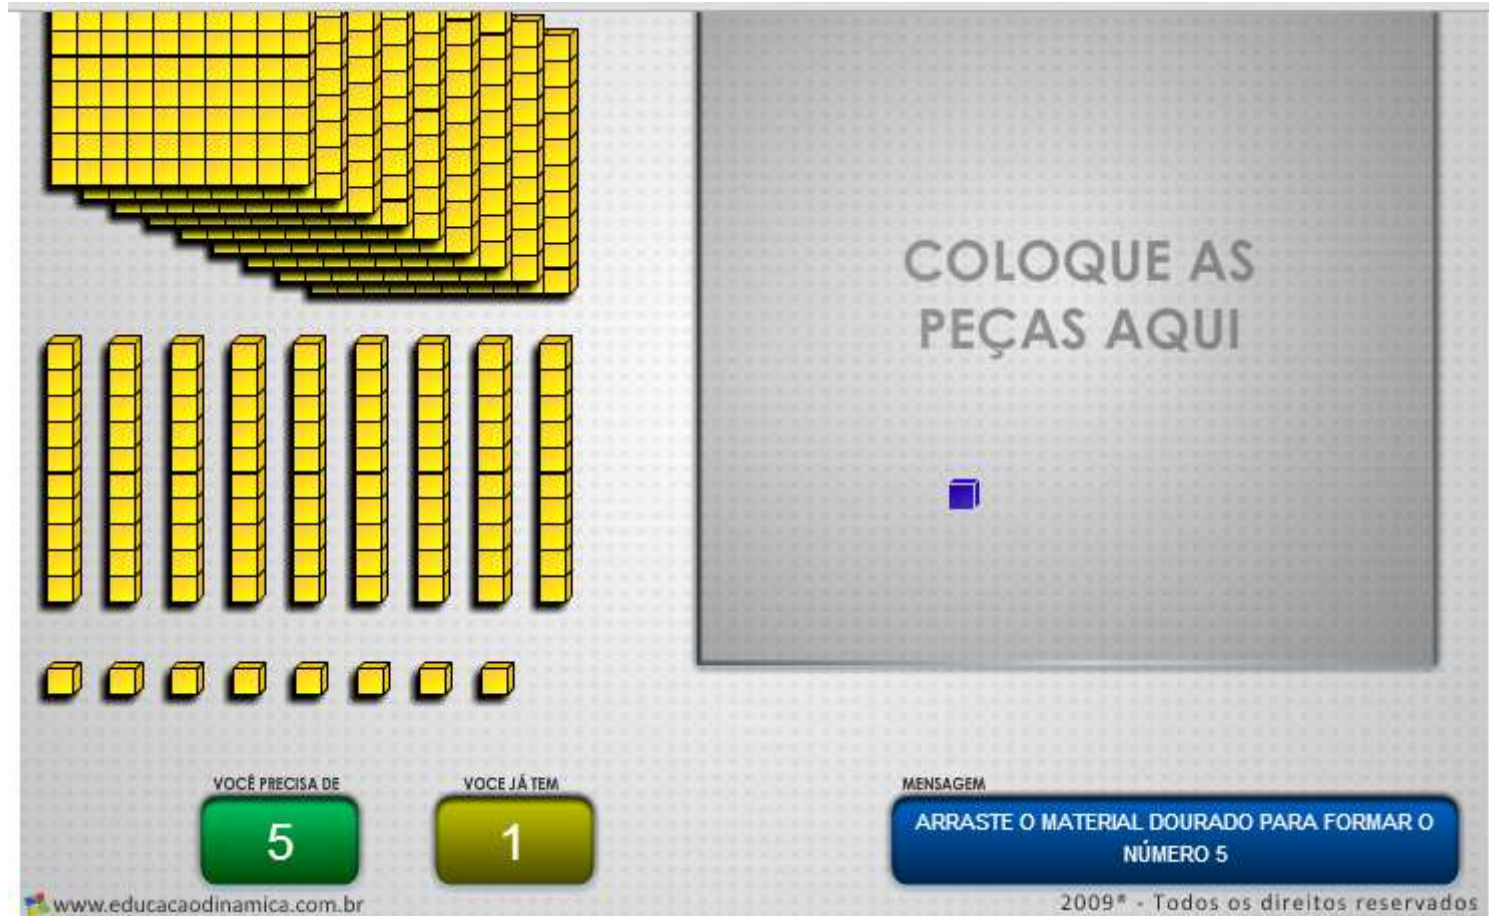 COLOQUE AS
PEÇAS AQUI
VOCÊ PRECISA DE
5
VOCE JÁ TEM
1
MENSAGEM
ARRASTE O MATERIAL DOURADO PARA FORMAR O
NÚMERO 5
www.educacaodinamica.com.br
2009® - Todos os direitos reservados